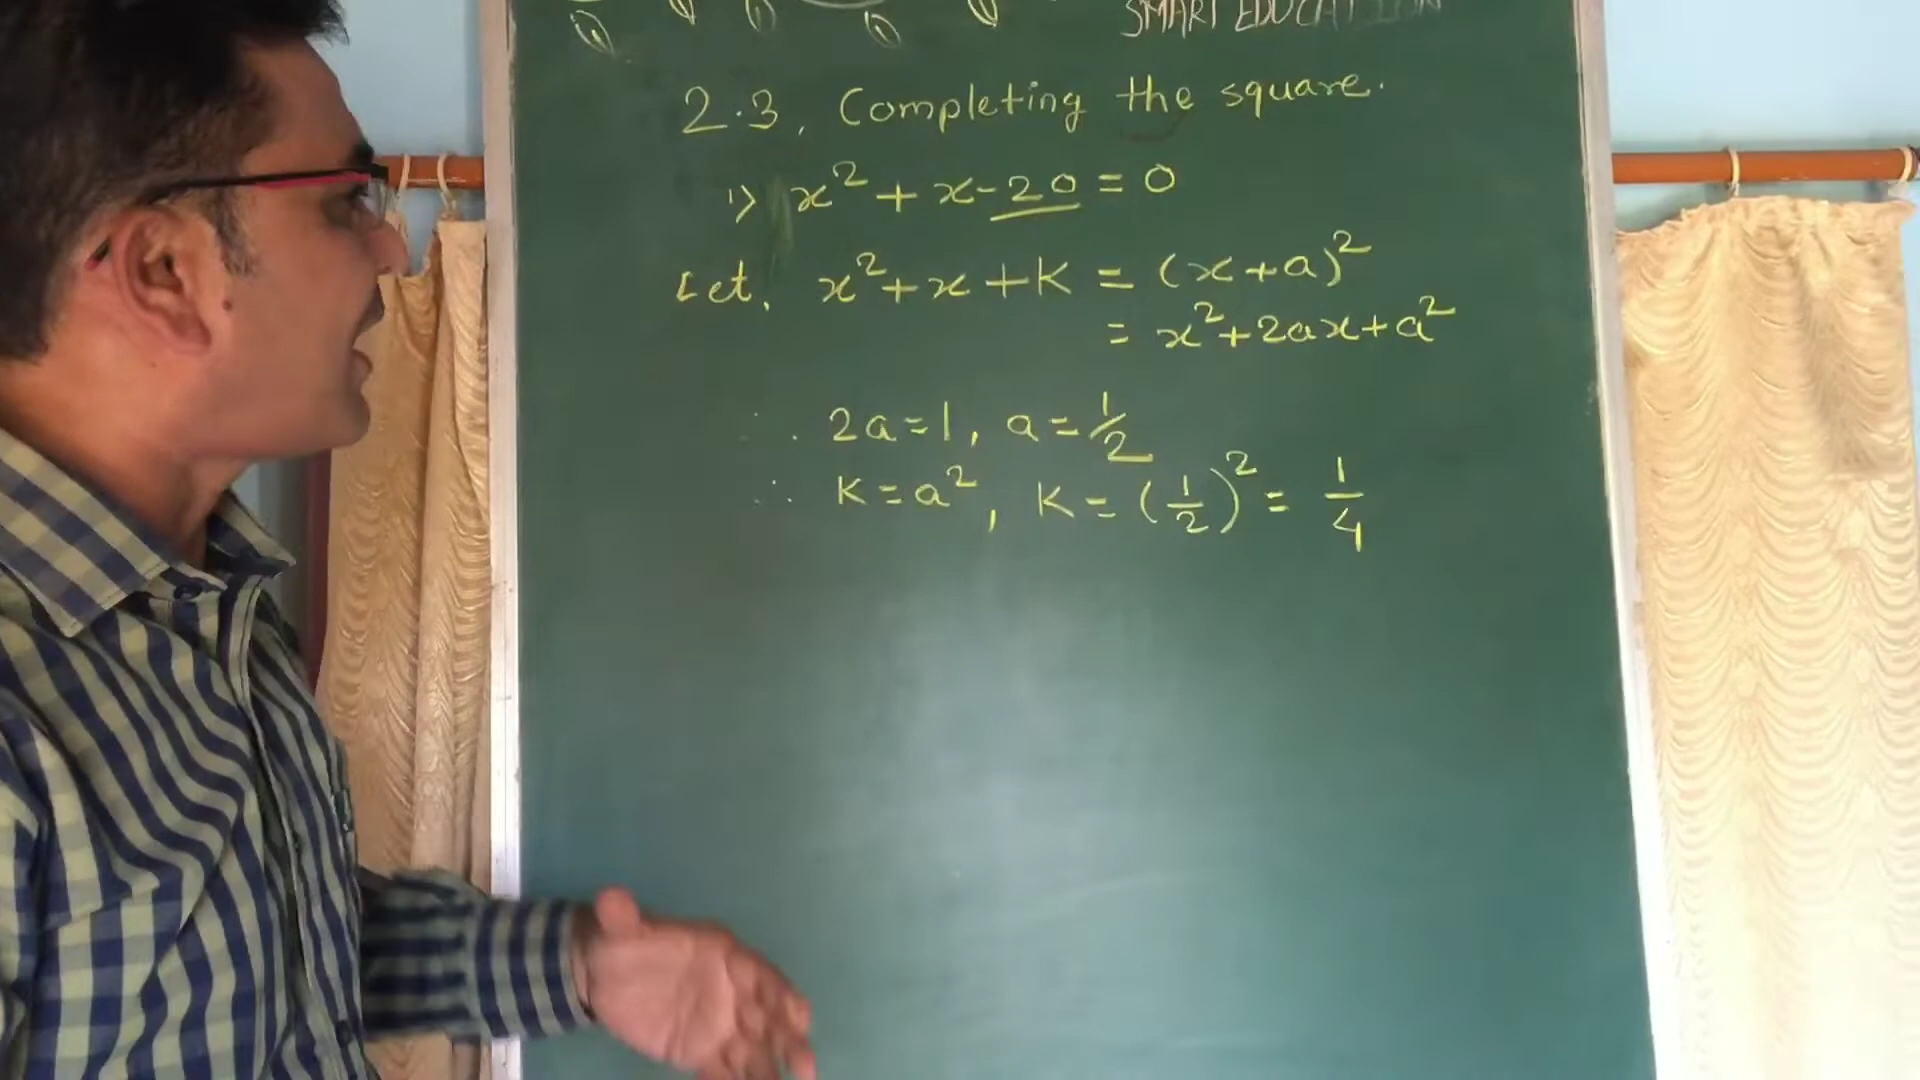 SMART EDUCATION
2.3, Completing the square.
1) x² + x - 20 = 0
Let, x² + x + K = (x + a)²
= x² + 2ax + a²
∴ 2a = 1, a = 1/2
∴ K = a², K = (1/2)² = 1/4